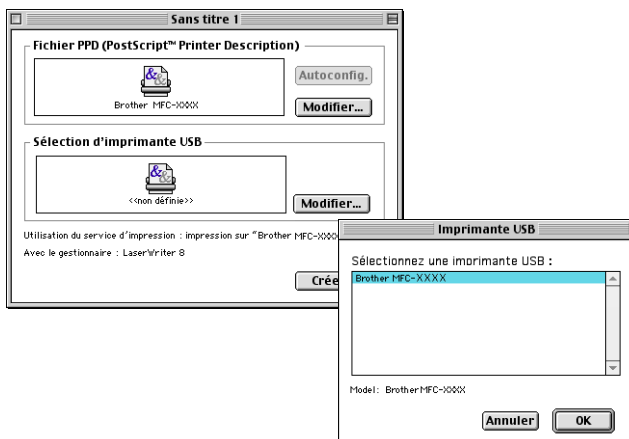 Sans titre 1
Fichier PPD (PostScript™ Printer Description)
Autoconfig.
Brother MFC-XXXX
Modifier...
Sélection d'imprimante USB
<<non définie>>
Modifier...
Utilisation du service d'impression : impression sur "Brother MFC-XXXX
Avec le gestionnaire : LaserWriter 8
Crée
Imprimante USB
Sélectionnez une imprimante USB :
Brother MFC-XXXX
Model: Brother MFC-XXXX
Annuler
OK